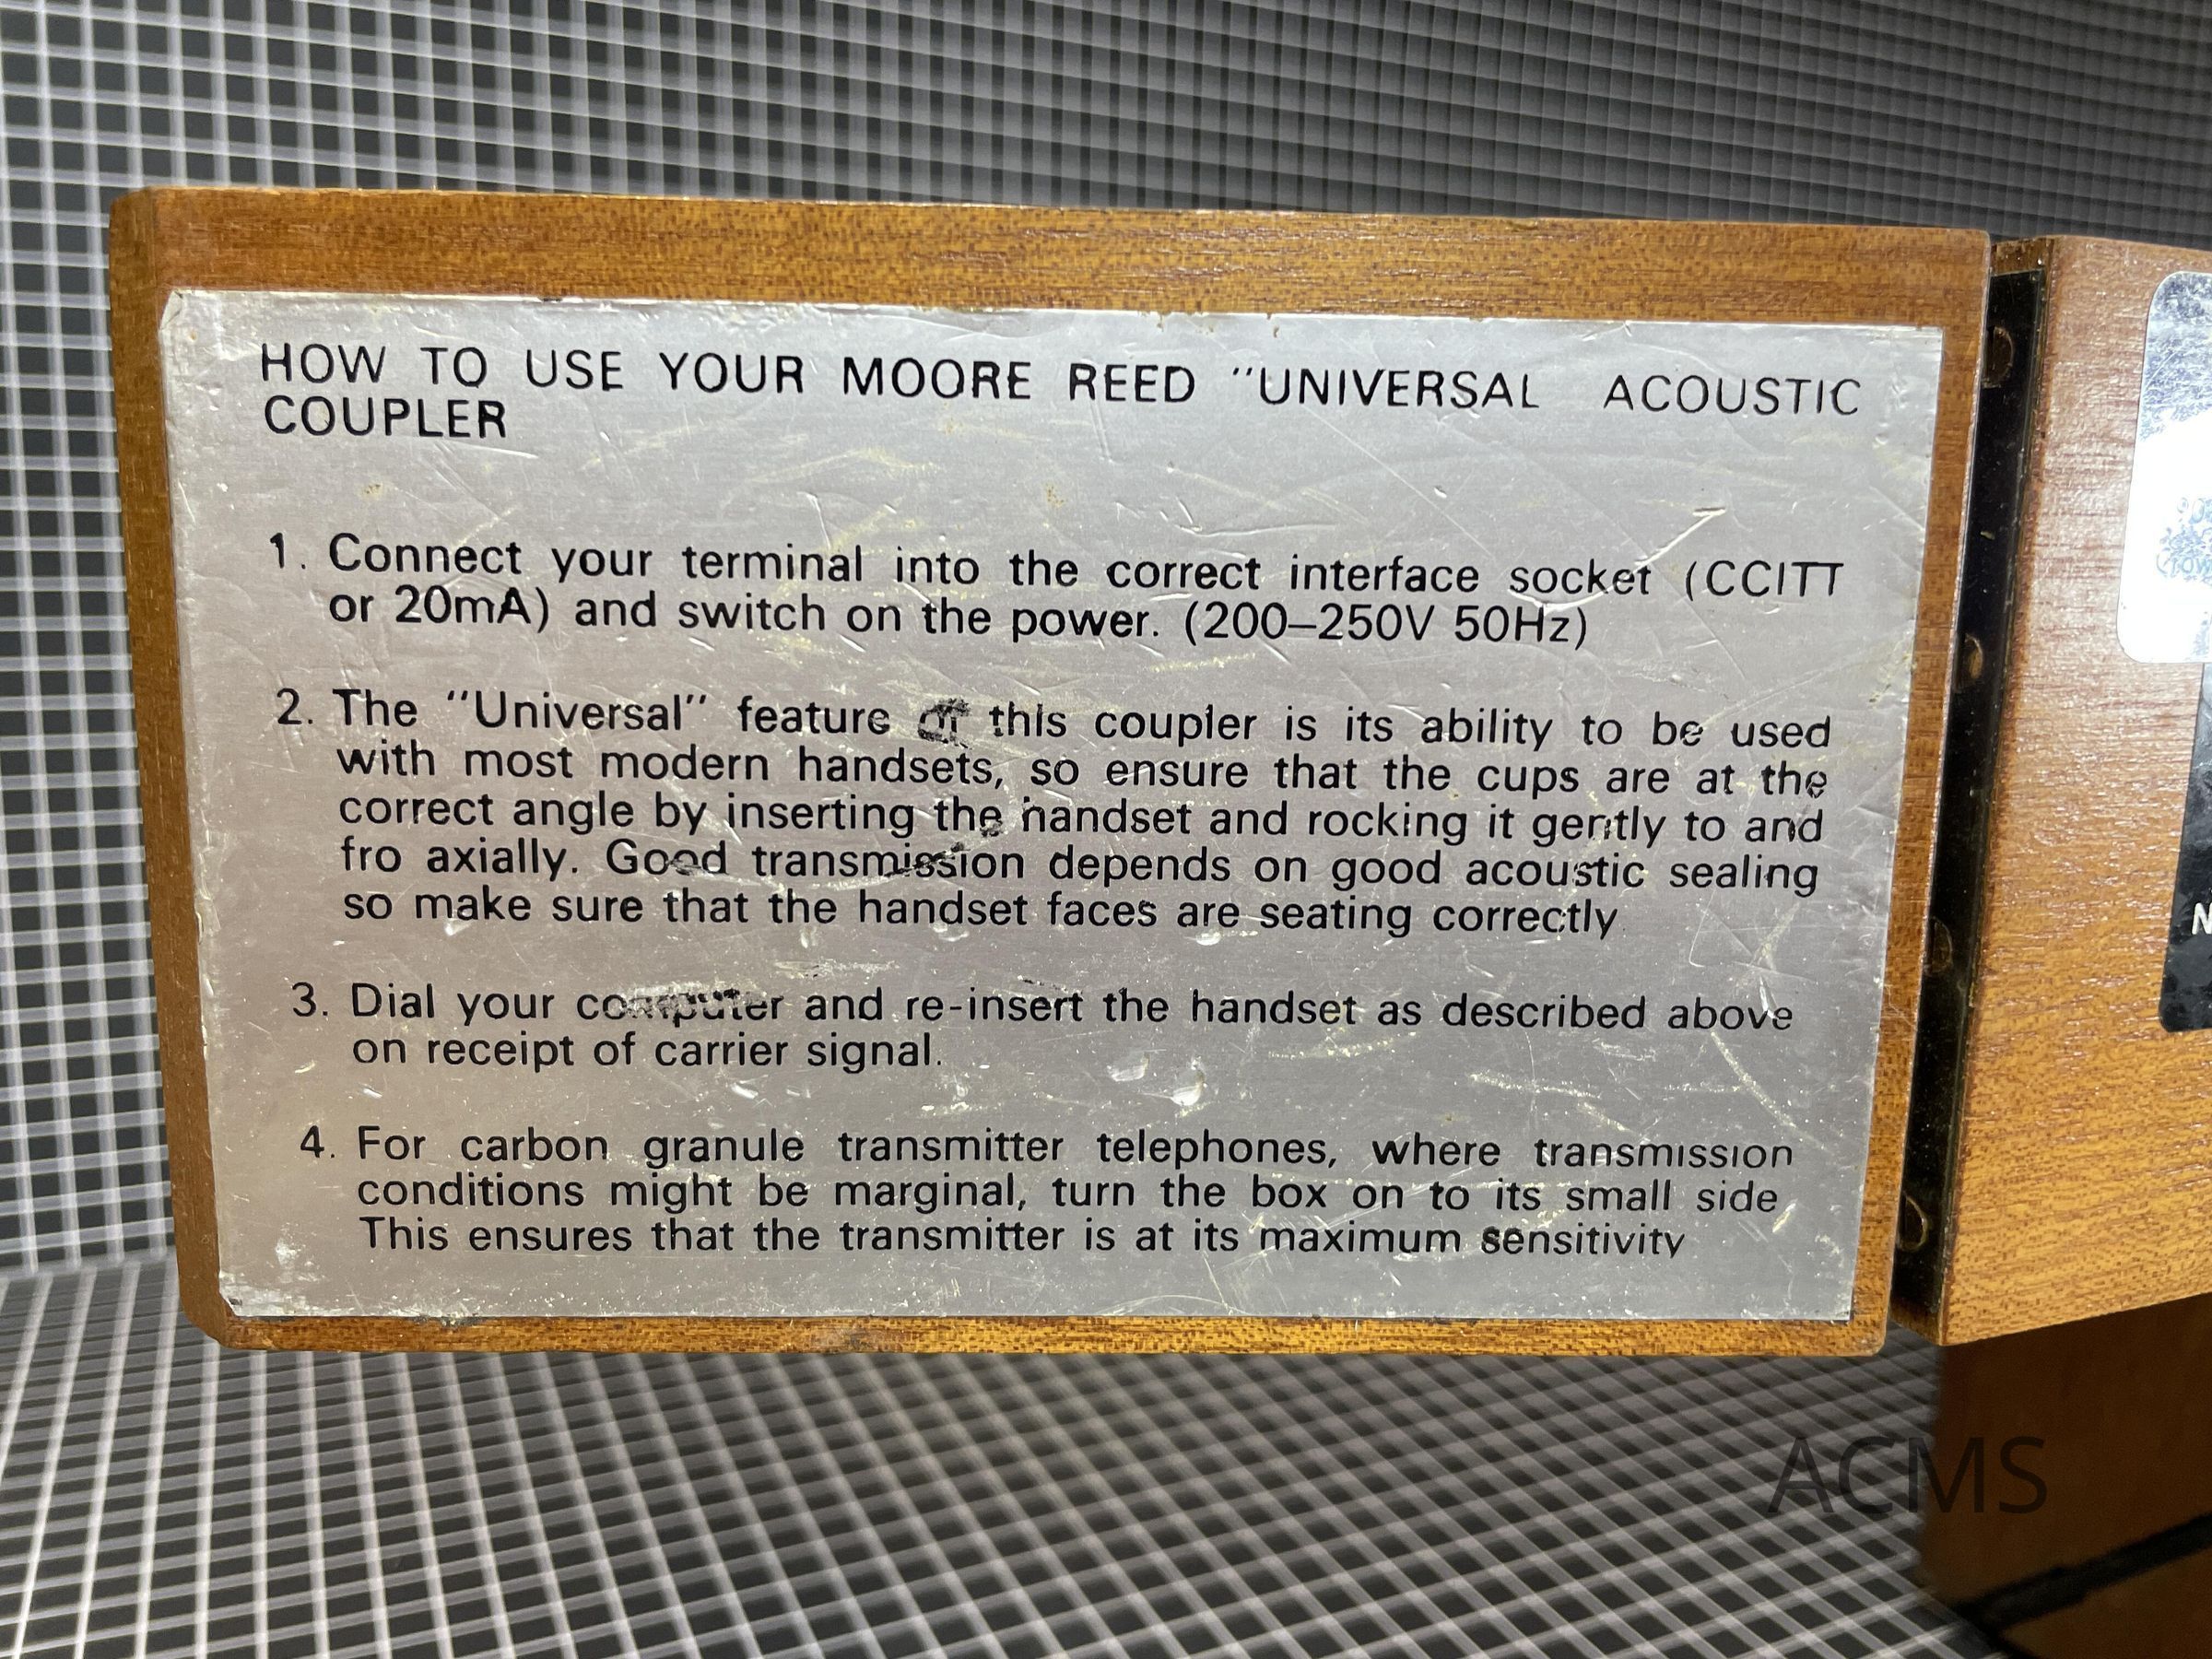 HOW TO USE YOUR MOORE REED "UNIVERSAL ACOUSTIC
COUPLER
1. Connect your terminal into the correct interface socket (CCITT
or 20mA) and switch on the power. (200–250V 50Hz)
2. The "Universal" feature of this coupler is its ability to be used
with most modern handsets, so ensure that the cups are at the
correct angle by inserting the handset and rocking it gently to and
fro axially. Good transmission depends on good acoustic sealing
so make sure that the handset faces are seating correctly
3. Dial your computer and re-insert the handset as described above
on receipt of carrier signal.
4. For carbon granule transmitter telephones, where transmission
conditions might be marginal, turn the box on to its small side
This ensures that the transmitter is at its maximum sensitivity
ACMS